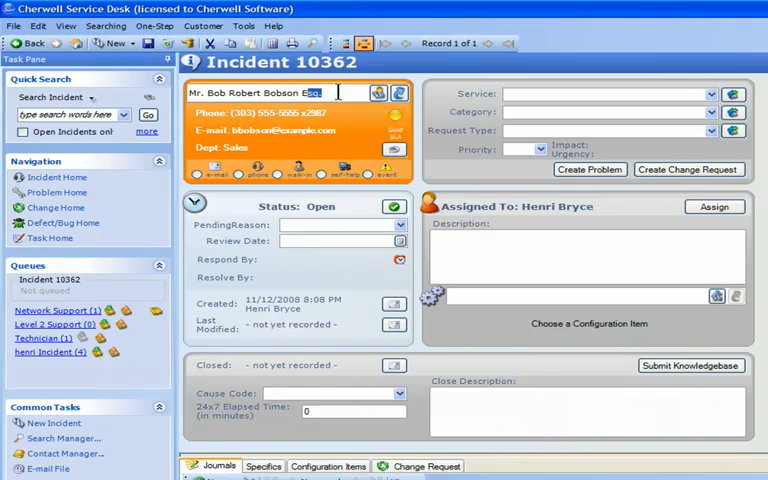 Cherwell Service Desk (licensed to Cherwell Software)
File Edit View Searching One-Step Customer Tools Help
Back New Record 1 of 1
Task Pane
Incident 10362
Quick Search
Search Incident
type search words here Go
Open Incidents only more
Navigation
Incident Home
Problem Home
Change Home
Defect/Bug Home
Task Home
Queues
Incident 10362
Not queued
Network Support (1)
Level 2 Support (0)
Technician (1)
henri Incident (4)
Common Tasks
New Incident
Search Manager...
Contact Manager...
E-mail File
Mr. Bob Robert Bobson Esq.
Phone: (303) 555-5555 x2987
E-mail: bbobson@example.com
Gold
SLA
Dept: Sales
e-mail phone walk-in self-help event
Service:
Category:
Request Type:
Priority: Impact:
Urgency:
Create Problem Create Change Request
Status: Open
PendingReason:
Review Date:
Respond By:
Resolve By:
Created: 11/12/2008 8:08 PM
Henri Bryce
Last
Modified: - not yet recorded -
Assigned To: Henri Bryce Assign
Description:
Choose a Configuration Item
Closed: - not yet recorded - Submit Knowledgebase
Cause Code:
24x7 Elapsed Time:
(in minutes) 0
Close Description:
Journals Specifics Configuration Items Change Request